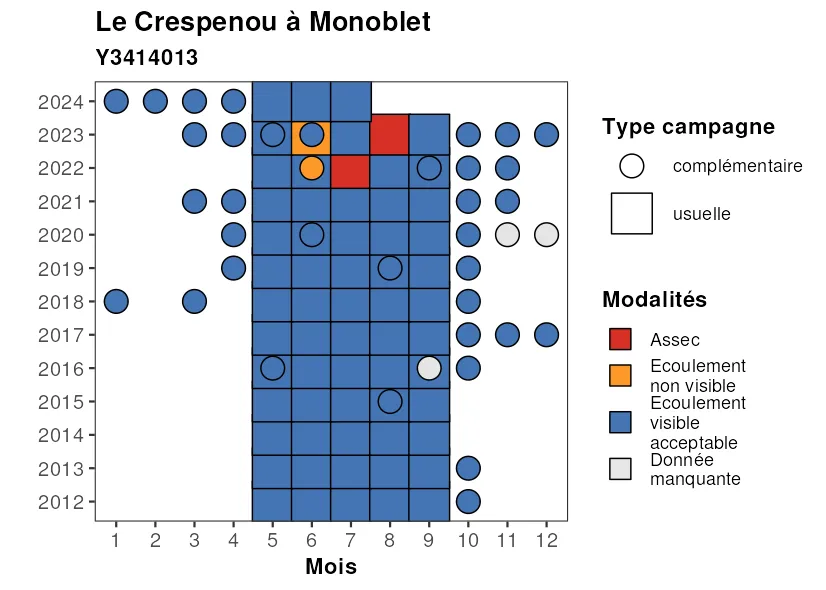 Le Crespenou à Monoblet
Y3414013
2024
2023
2022
2021
2020
2019
2018
2017
2016
2015
2014
2013
2012
1 2 3 4 5 6 7 8 9 10 11 12
Mois
Type campagne
complémentaire
usuelle
Modalités
Assec
Ecoulement
non visible
Ecoulement
visible
acceptable
Donnée
manquante